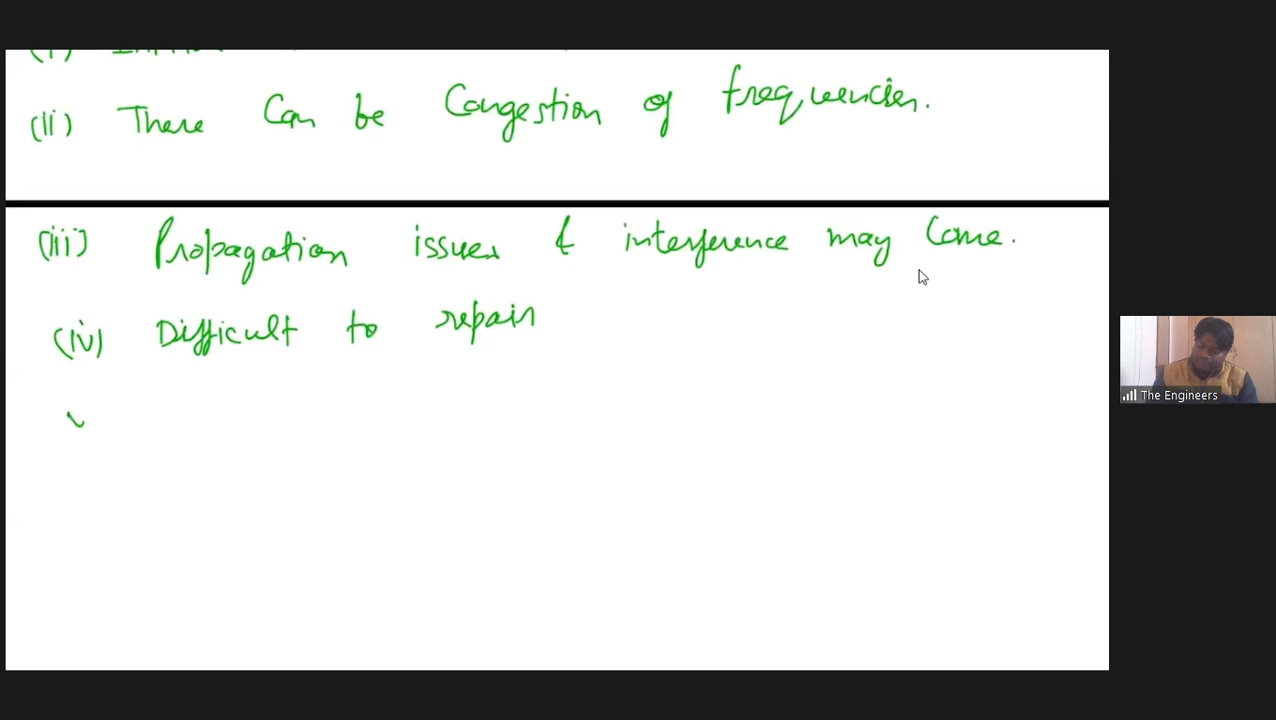 (ii) There can be Congestion of frequencies.
(iii) Propagation issues & interference may come.
(iv) Difficult to repair
The Engineers